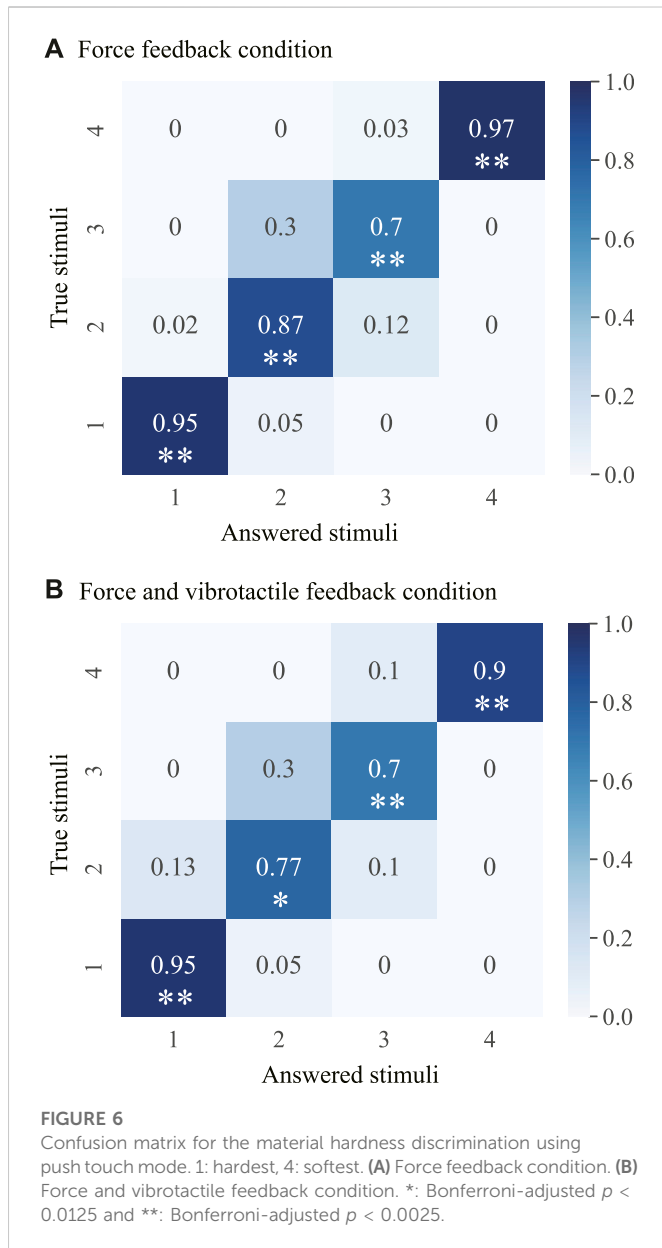 A Force feedback condition
1.0
4 0 0 0.03 0.97
**
0.8
3 0 0.3 0.7 0
**
0.6
True stimuli
2 0.02 0.87 0.12 0
**
0.4
0.2
1 0.95 0.05 0 0
**
0.0
1 2 3 4
Answered stimuli
B Force and vibrotactile feedback condition
1.0
4 0 0 0.1 0.9
**
0.8
3 0 0.3 0.7 0
**
0.6
True stimuli
2 0.13 0.77 0.1 0
*
0.4
0.2
1 0.95 0.05 0 0
**
0.0
1 2 3 4
Answered stimuli
FIGURE 6
Confusion matrix for the material hardness discrimination using
push touch mode. 1: hardest, 4: softest. (A) Force feedback condition. (B)
Force and vibrotactile feedback condition. *: Bonferroni-adjusted p <
0.0125 and **: Bonferroni-adjusted p < 0.0025.